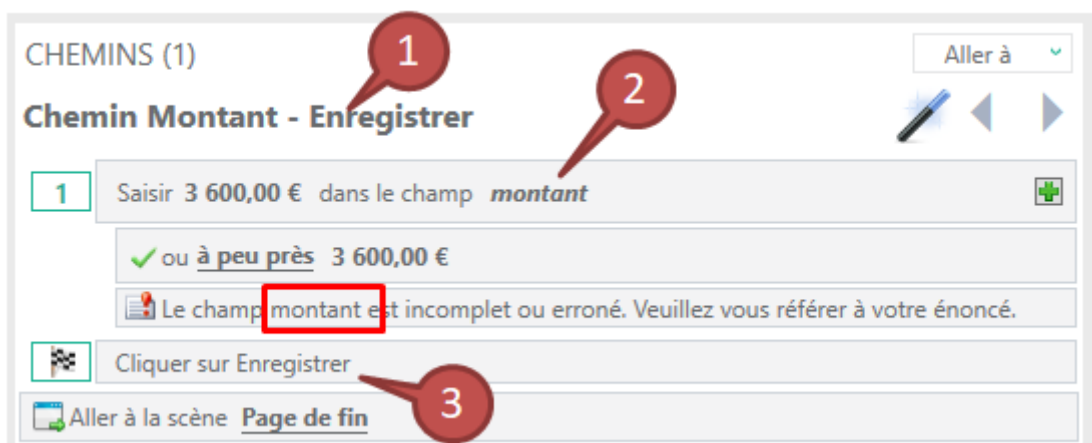 CHEMINS (1)
1
Aller à
2
Chemin Montant - Enregistrer
1 Saisir 3 600,00 € dans le champ montant
ou à peu près 3 600,00 €
Le champ montant est incomplet ou erroné. Veuillez vous référer à votre énoncé.
Cliquer sur Enregistrer
3
Aller à la scène Page de fin